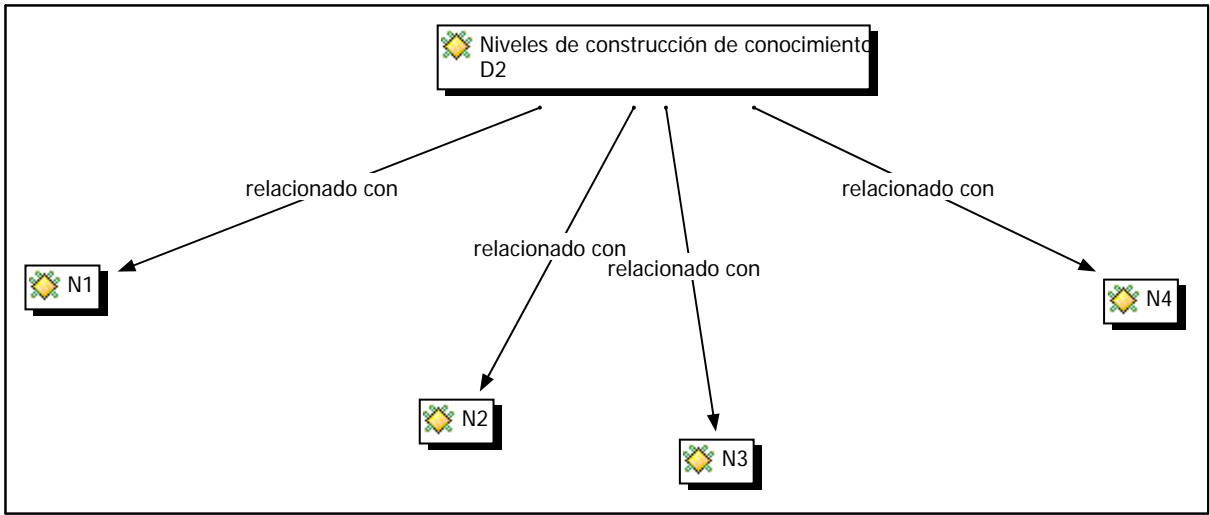 Niveles de construcción de conocimiento
D2
relacionado con
relacionado con
relacionado con
relacionado con
N1
N4
N2
N3